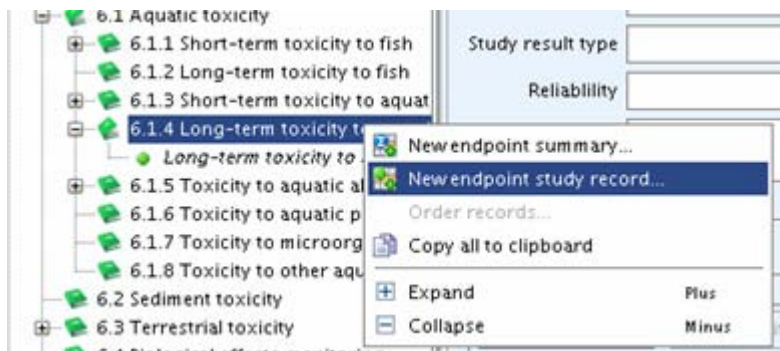 6.1 Aquatic toxicity
6.1.1 Short-term toxicity to fish
6.1.2 Long-term toxicity to fish
6.1.3 Short-term toxicity to aquat
6.1.4 Long-term toxicity to
Long-term toxicity to
6.1.5 Toxicity to aquatic al
6.1.6 Toxicity to aquatic p
6.1.7 Toxicity to microorg
6.1.8 Toxicity to other aqu
6.2 Sediment toxicity
6.3 Terrestrial toxicity
Study result type
Reliablility
New endpoint summary...
New endpoint study record...
Order records...
Copy all to clipboard
Expand Plus
Collapse Minus